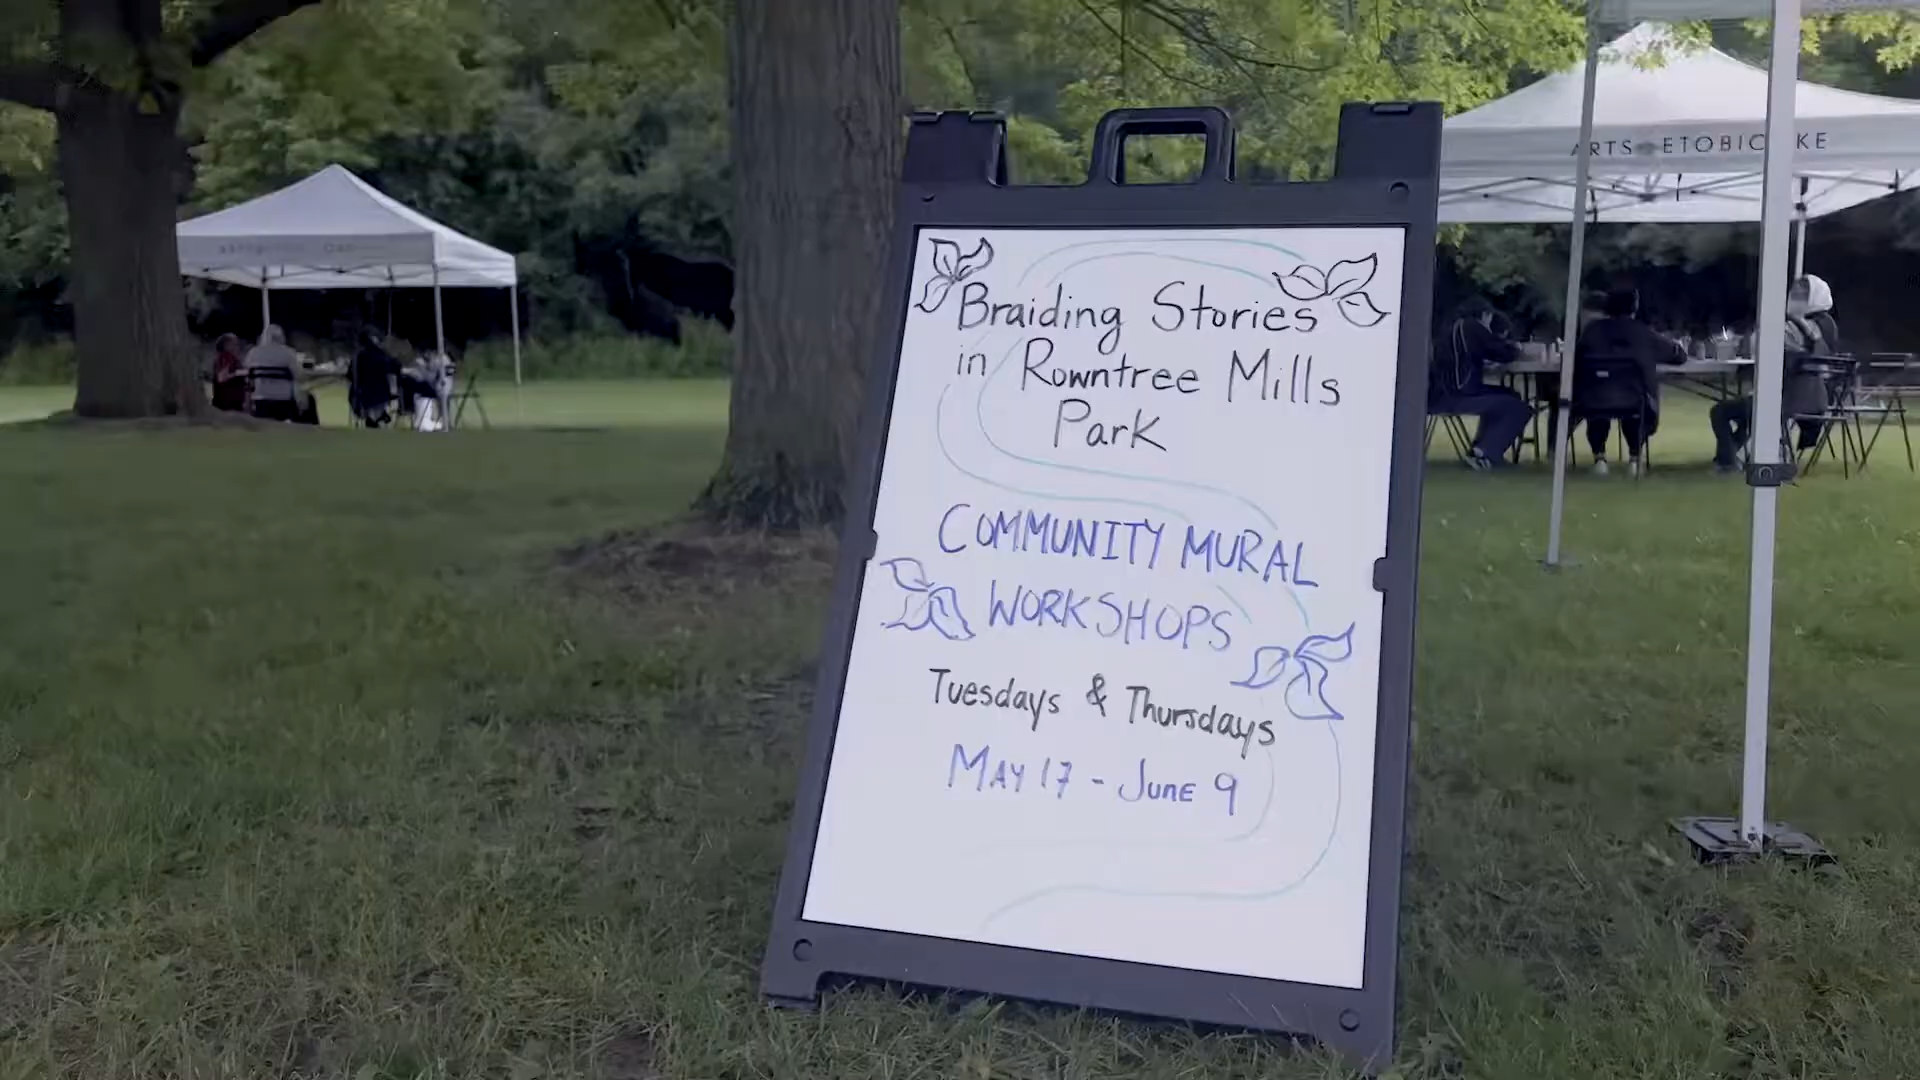 ARTS ETOBICOKE
Braiding Stories
in Rowntree Mills
Park
COMMUNITY MURAL
WORKSHOPS
Tuesdays & Thursdays
MAY 17 - JUNE 9